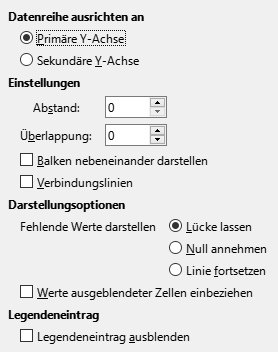 Datenreihe ausrichten an
Primäre Y-Achse
Sekundäre Y-Achse
Einstellungen
Abstand: 0
Überlappung: 0
Balken nebeneinander darstellen
Verbindungslinien
Darstellungsoptionen
Fehlende Werte darstellen Lücke lassen
Null annehmen
Linie fortsetzen
Werte ausgeblendeter Zellen einbeziehen
Legendeneintrag
Legendeneintrag ausblenden